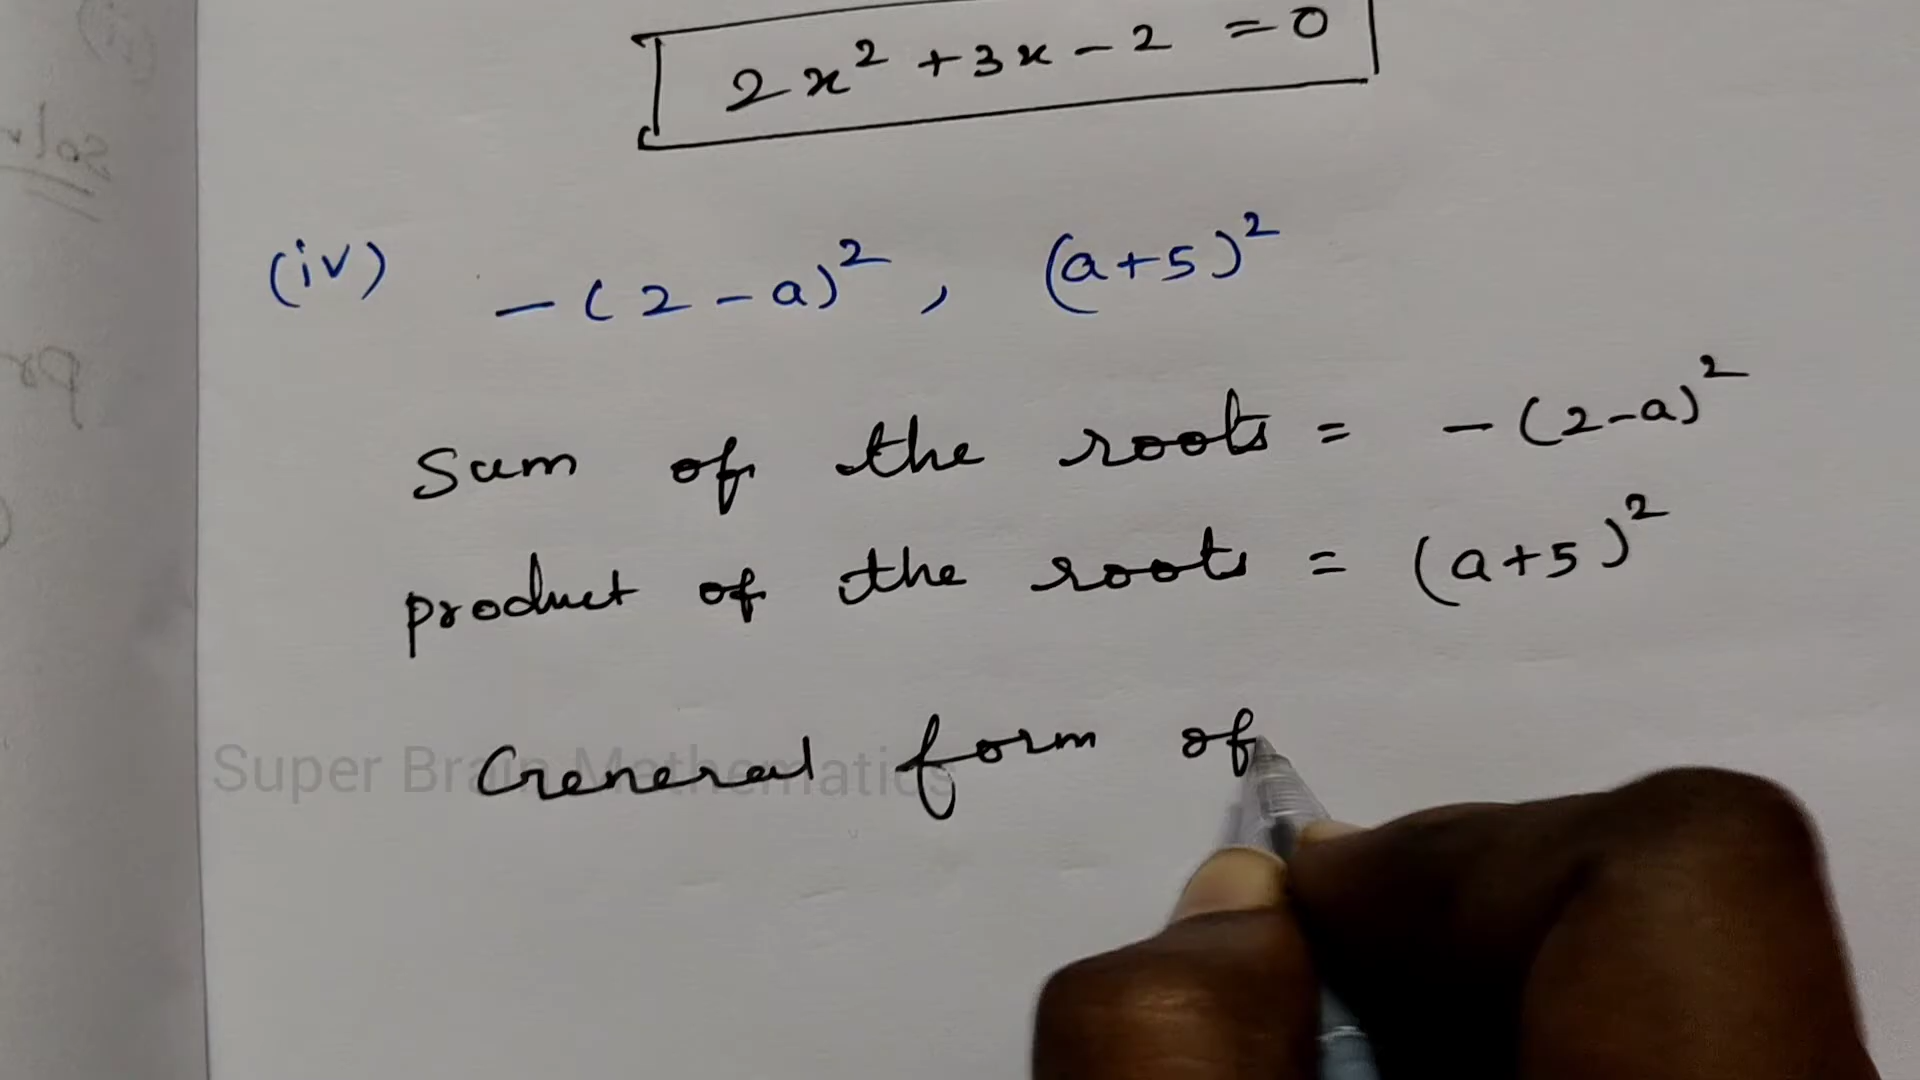 2x² + 3x - 2 = 0
(iv) -(2-a)², (a+5)²
Sum of the roots = -(2-a)²
product of the roots = (a+5)²
General form of
Super Brain Mathematics